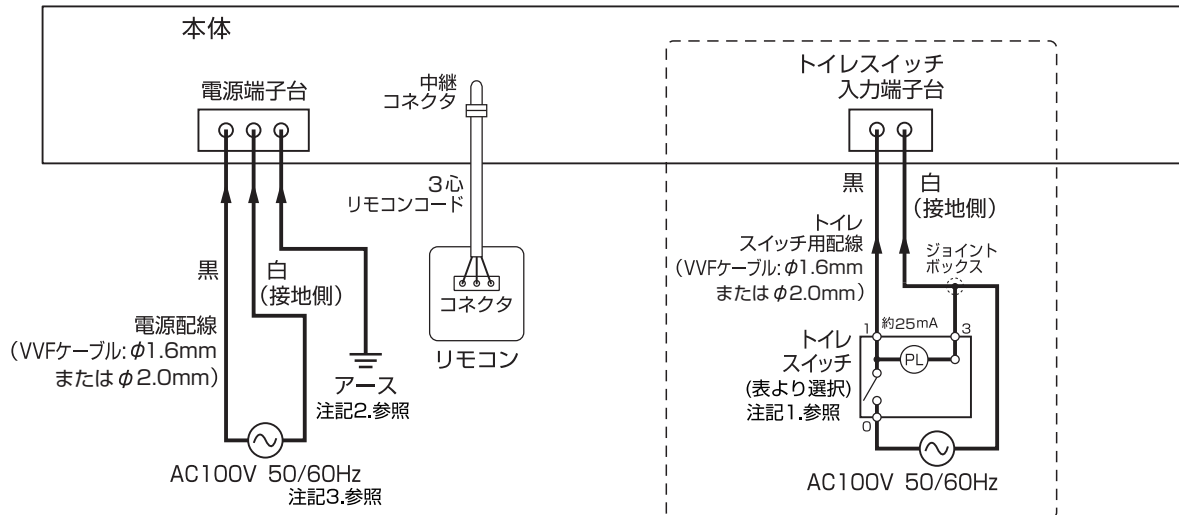 本体
電源端子台
中継
コネクタ
3心
リモコンコード
黒
白
(接地側)
電源配線
(VVFケーブル:φ1.6mm
またはφ2.0mm)
アース
注記2.参照
コネクタ
リモコン
AC100V 50/60Hz
注記3.参照
トイレスイッチ
入力端子台
黒
白
(接地側)
トイレ
スイッチ用配線
(VVFケーブル:φ1.6mm
またはφ2.0mm)
ジョイント
ボックス
1
約25mA
3
トイレ
スイッチ
(表より選択)
注記1.参照
PL
0
AC100V 50/60Hz